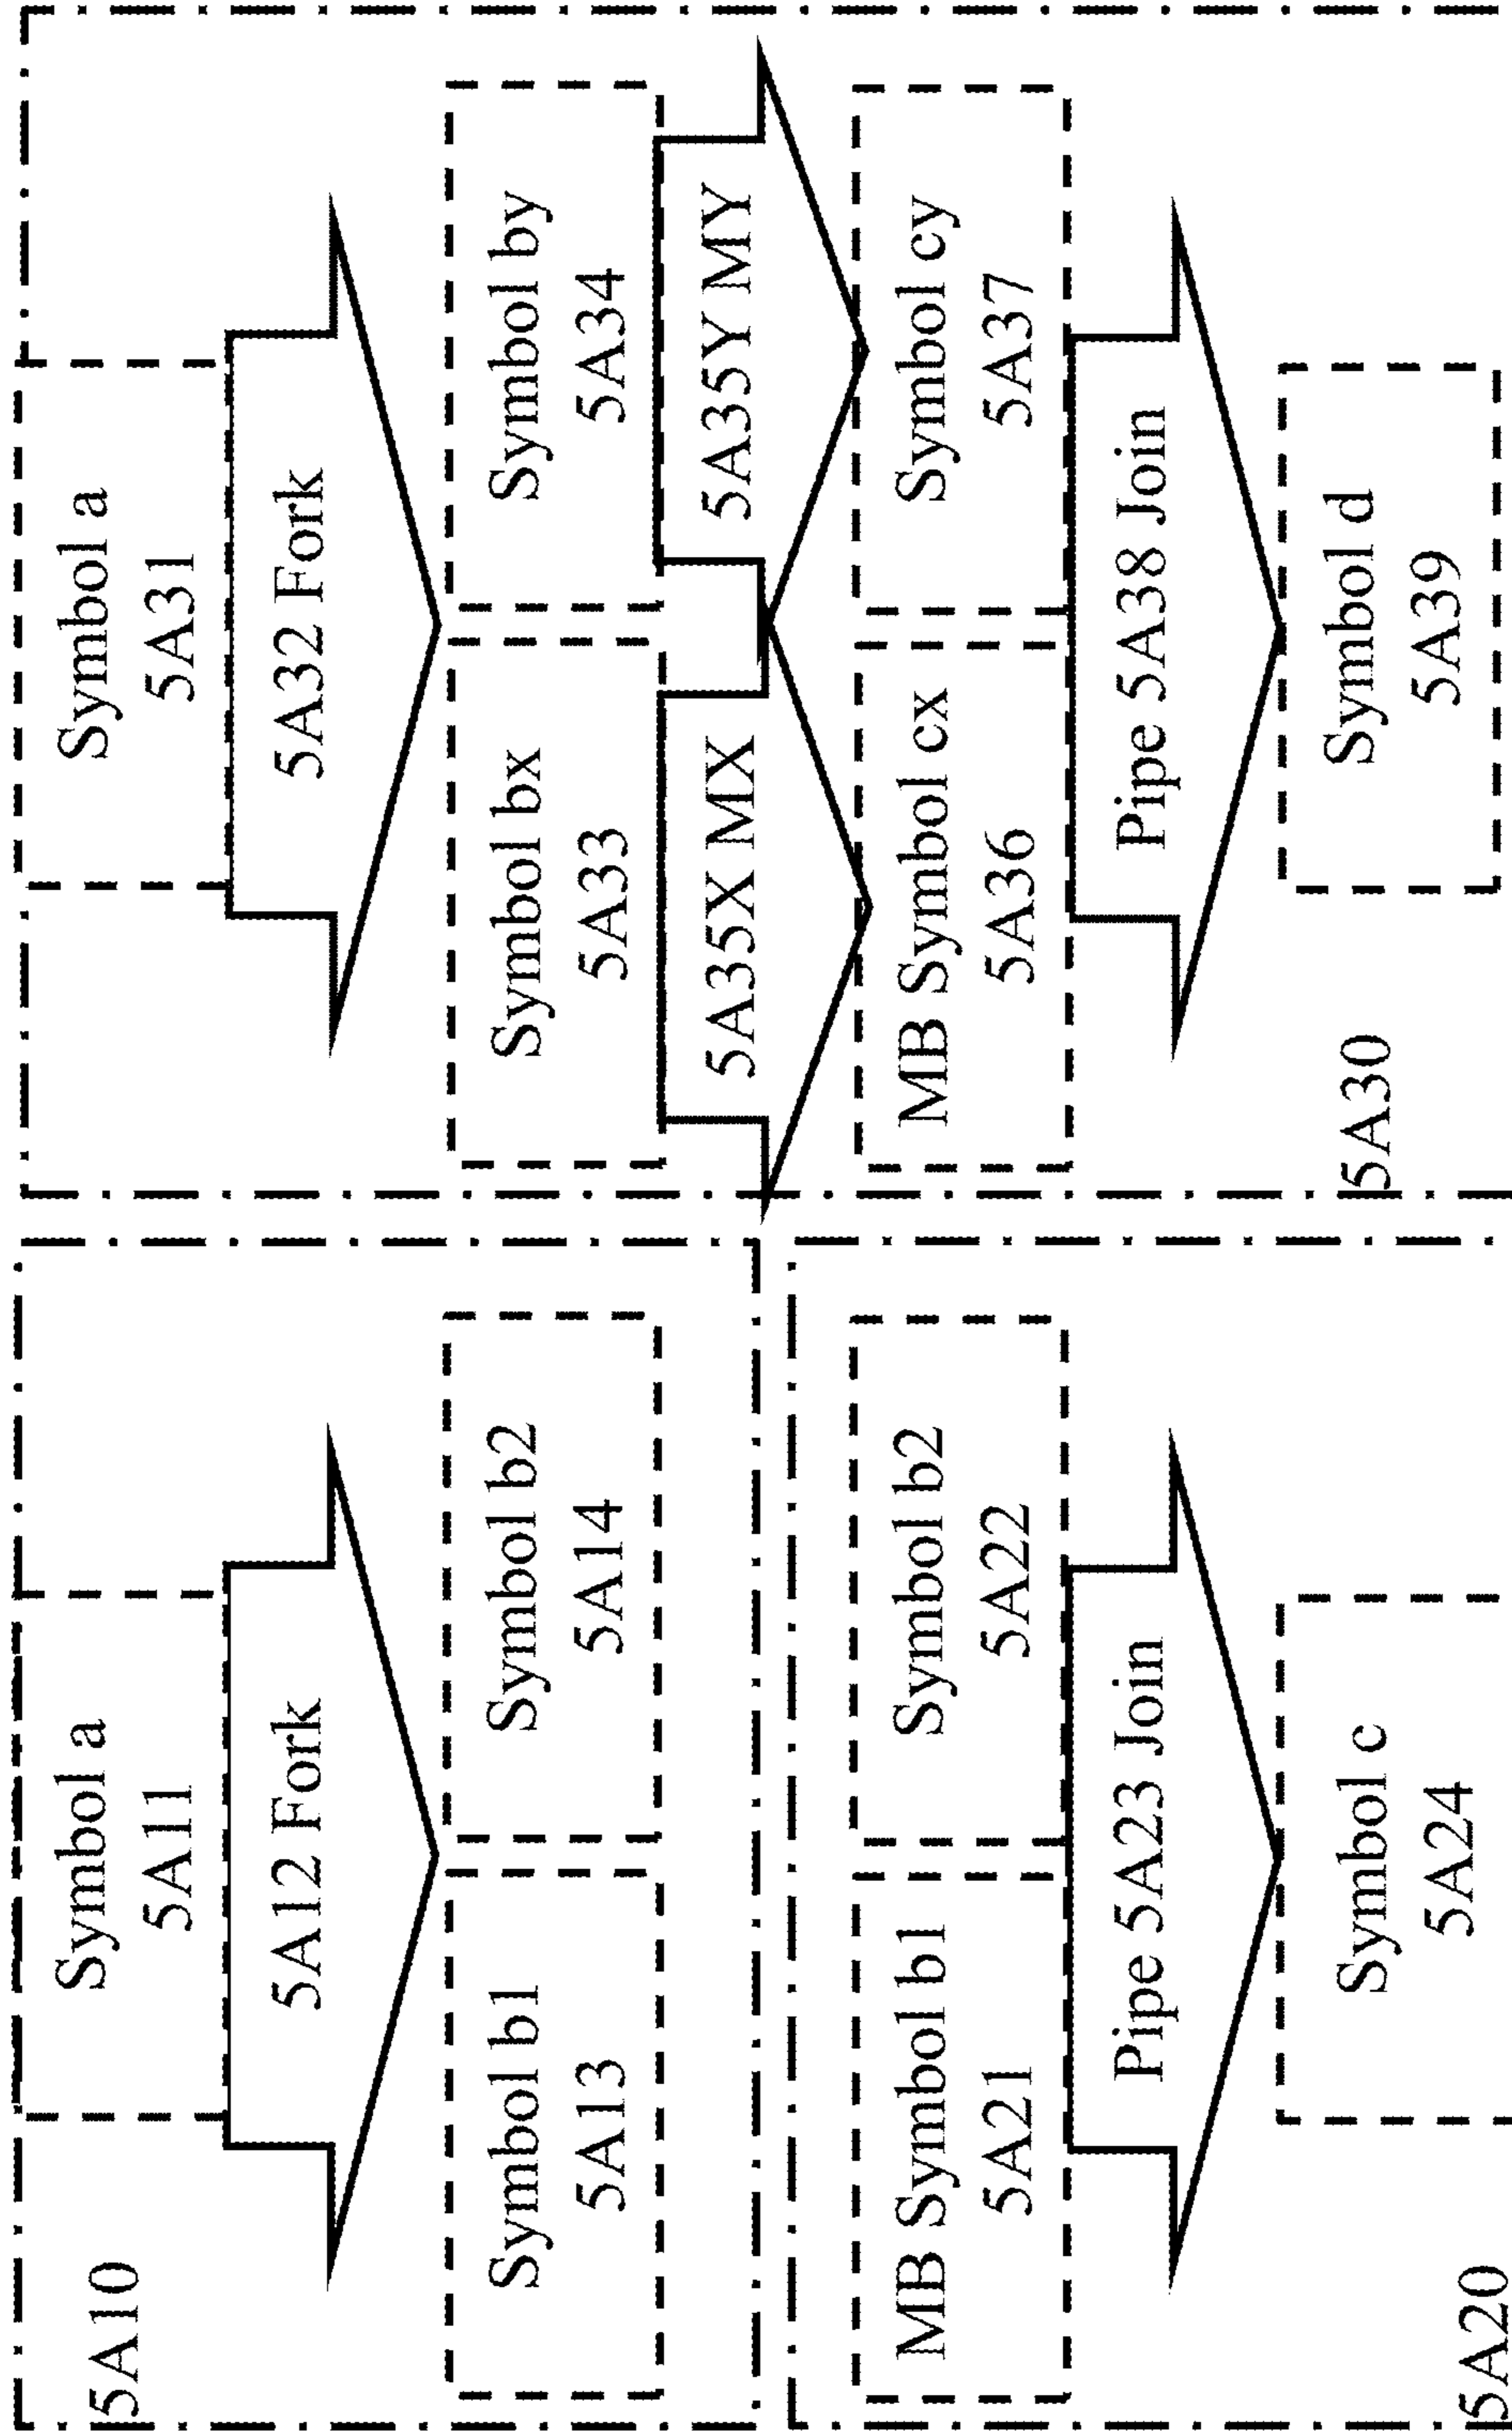 5A10
Symbol a
5A11
5A12 Fork
Symbol b1
5A13
Symbol b2
5A14
MB Symbol b1
5A21
Symbol b2
5A22
Pipe 5A23 Join
Symbol c
5A24
5A20
Symbol a
5A31
5A32 Fork
Symbol bx
5A33
Symbol by
5A34
5A35X MX
5A35Y MY
MB Symbol cx
5A36
Symbol cy
5A37
Pipe 5A38 Join
Symbol d
5A39
5A30